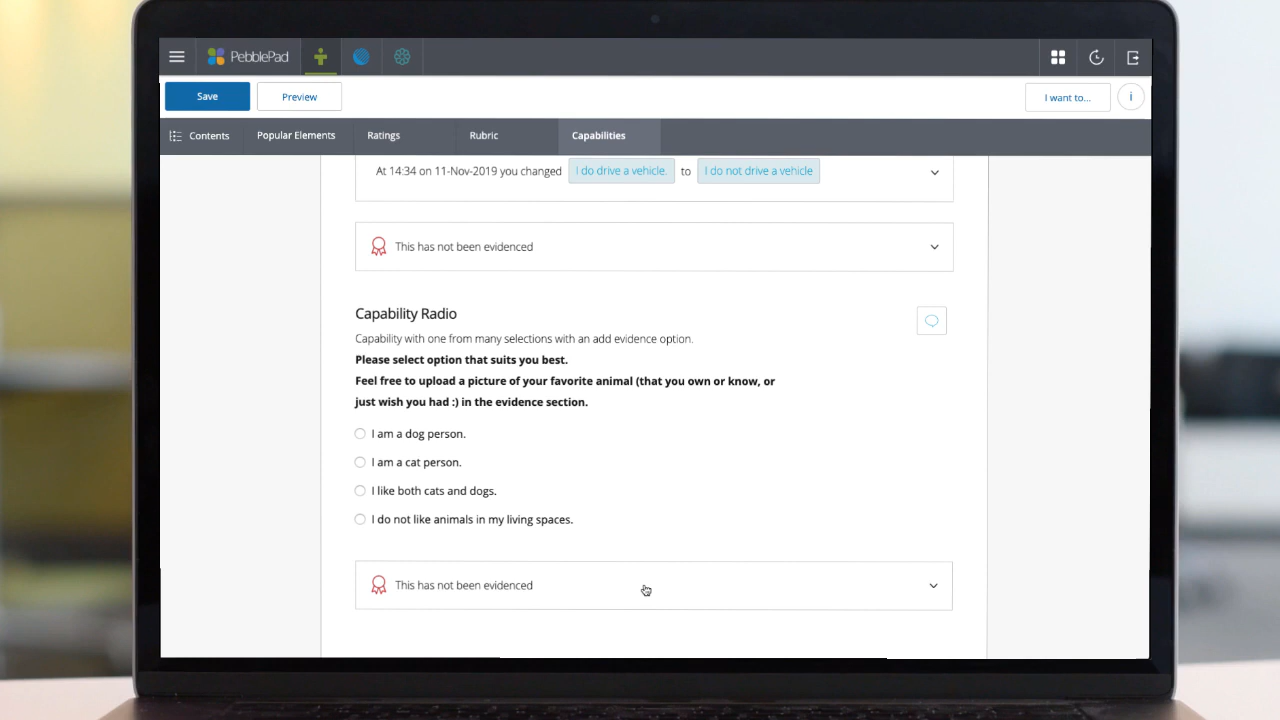 PebblePad
Save
Preview
I want to...
i
Contents
Popular Elements
Ratings
Rubric
Capabilities
At 14:34 on 11-Nov-2019 you changed I do drive a vehicle. to I do not drive a vehicle
This has not been evidenced
Capability Radio
Capability with one from many selections with an add evidence option.
Please select option that suits you best.
Feel free to upload a picture of your favorite animal (that you own or know, or
just wish you had :) in the evidence section.
I am a dog person.
I am a cat person.
I like both cats and dogs.
I do not like animals in my living spaces.
This has not been evidenced